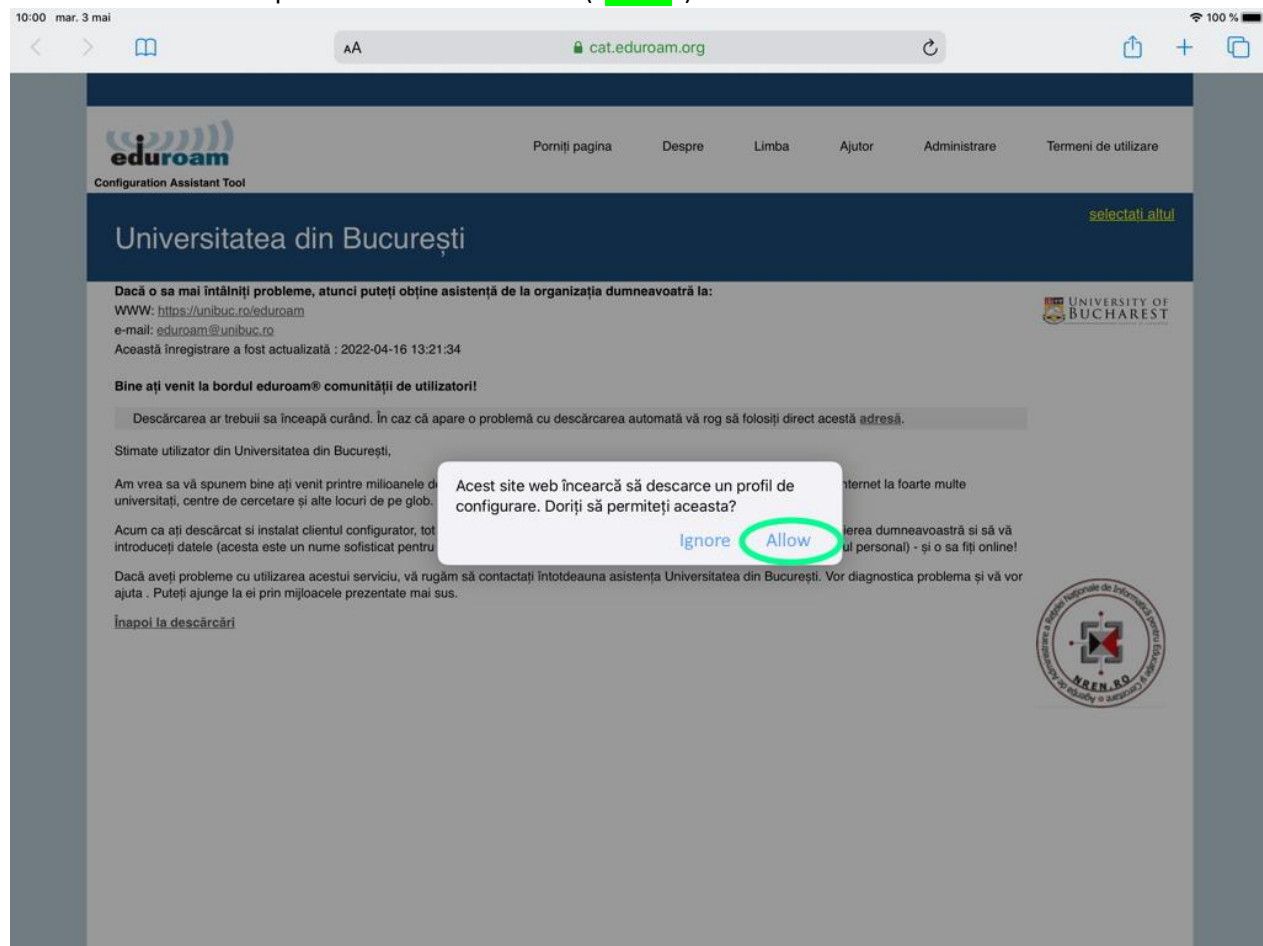 10:00 mar. 3 mai
100 %
AA
cat.eduroam.org
eduroam
Configuration Assistant Tool
Porniți pagina
Despre
Limba
Ajutor
Administrare
Termeni de utilizare
selectați altul
Universitatea din București
Dacă o sa mai întâlniți probleme, atunci puteți obține asistență de la organizația dumneavoatră la:
WWW: https://unibuc.ro/eduroam
e-mail: eduroam@unibuc.ro
Această înregistrare a fost actualizată : 2022-04-16 13:21:34
UNIVERSITY OF
BUCHAREST
Bine ați venit la bordul eduroam® comunității de utilizatori!
Descărcarea ar trebuii sa înceapă curând. În caz că apare o problemă cu descărcarea automată vă rog să folosiți direct acestă adresă.
Stimate utilizator din Universitatea din București,
Am vrea sa vă spunem bine ați venit printre milioanele d
nternet la foarte multe
universitați, centre de cercetare și alte locuri de pe glob.
Acum ca ați descărcat si instalat clientul configurator, tot
ierea dumneavoastră si să vă
introduceți datele (acesta este un nume sofisticat pentru
ul personal) - și o sa fiți online!
Acest site web încearcă să descarce un profil de
configurare. Doriți să permiteți aceasta?
Ignore
Allow
Dacă aveți probleme cu utilizarea acestui serviciu, vă rugăm să contactați întotdeauna asistența Universitatea din București. Vor diagnostica problema și vă vor
ajuta . Puteți ajunge la ei prin mijloacele prezentate mai sus.
Înapoi la descărcări
NREN.RO